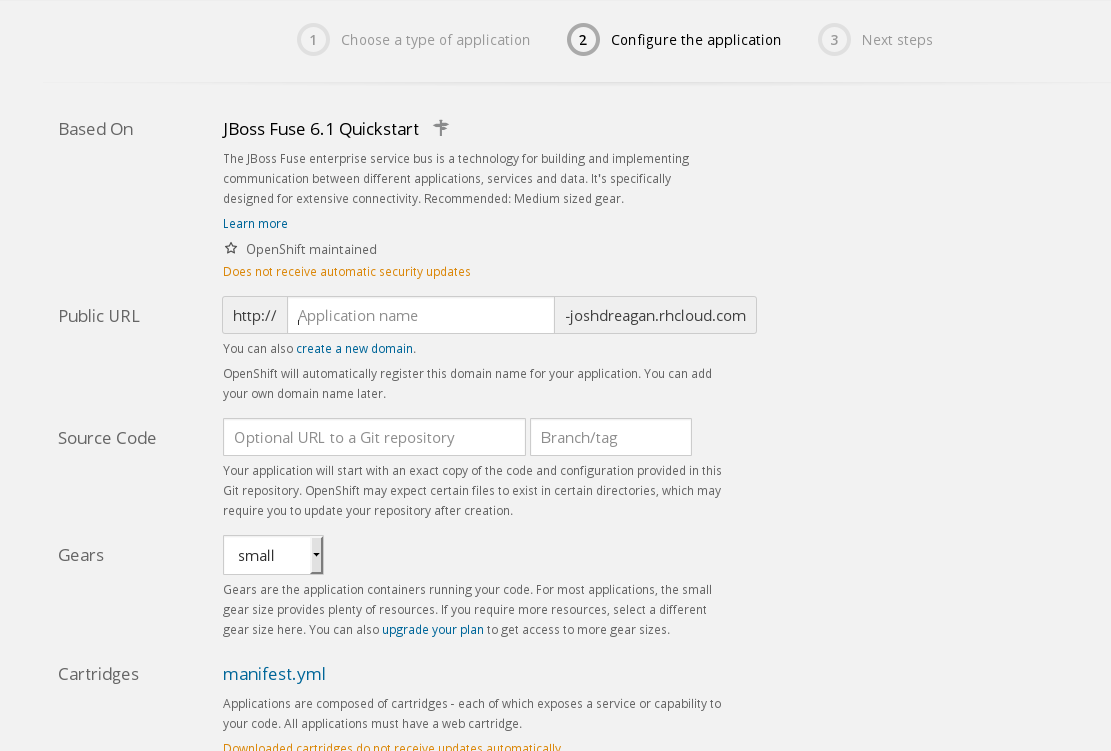 1 Choose a type of application 2 Configure the application 3 Next steps
Based On
JBoss Fuse 6.1 Quickstart
The JBoss Fuse enterprise service bus is a technology for building and implementing
communication between different applications, services and data. It's specifically
designed for extensive connectivity. Recommended: Medium sized gear.
Learn more
OpenShift maintained
Does not receive automatic security updates
Public URL
http:// Application name -joshdreagan.rhcloud.com
You can also create a new domain.
OpenShift will automatically register this domain name for your application. You can add
your own domain name later.
Source Code
Optional URL to a Git repository Branch/tag
Your application will start with an exact copy of the code and configuration provided in this
Git repository. OpenShift may expect certain files to exist in certain directories, which may
require you to update your repository after creation.
Gears
small
Gears are the application containers running your code. For most applications, the small
gear size provides plenty of resources. If you require more resources, select a different
gear size here. You can also upgrade your plan to get access to more gear sizes.
Cartridges
manifest.yml
Applications are composed of cartridges - each of which exposes a service or capability to
your code. All applications must have a web cartridge.
Downloaded cartridges do not receive updates automatically.